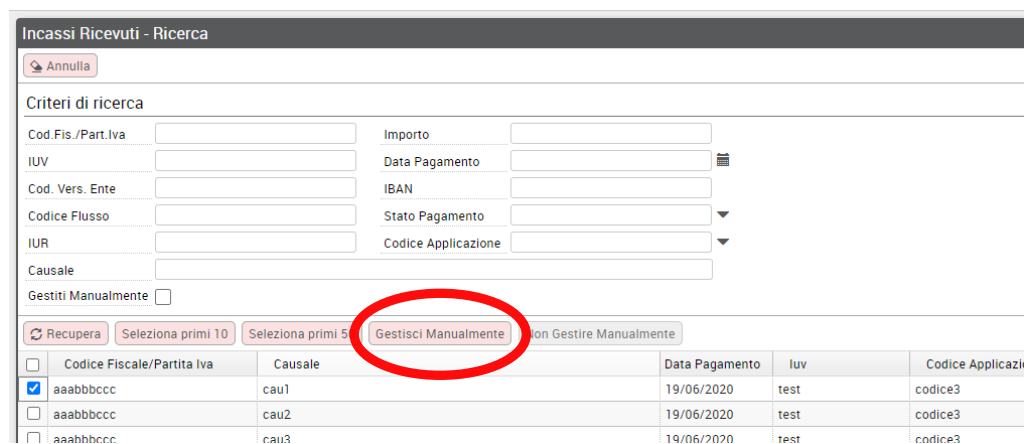 Incassi Ricevuti - Ricerca
Annulla
Criteri di ricerca
Cod.Fis./Part.Iva Importo
IUV Data Pagamento
Cod. Vers. Ente IBAN
Codice Flusso Stato Pagamento
IUR Codice Applicazione
Causale
Gestiti Manualmente
Recupera Seleziona primi 10 Seleziona primi Gestisci Manualmente Gestire Manualmente
Codice Fiscale/Partita Iva Causale Data Pagamento Iuv Codice
aaabbbccc cau1 19/06/2020 test codice3
aaabbbccc cau2 19/06/2020 test codice3
aaabbbccc cau3 19/06/2020 test codice3